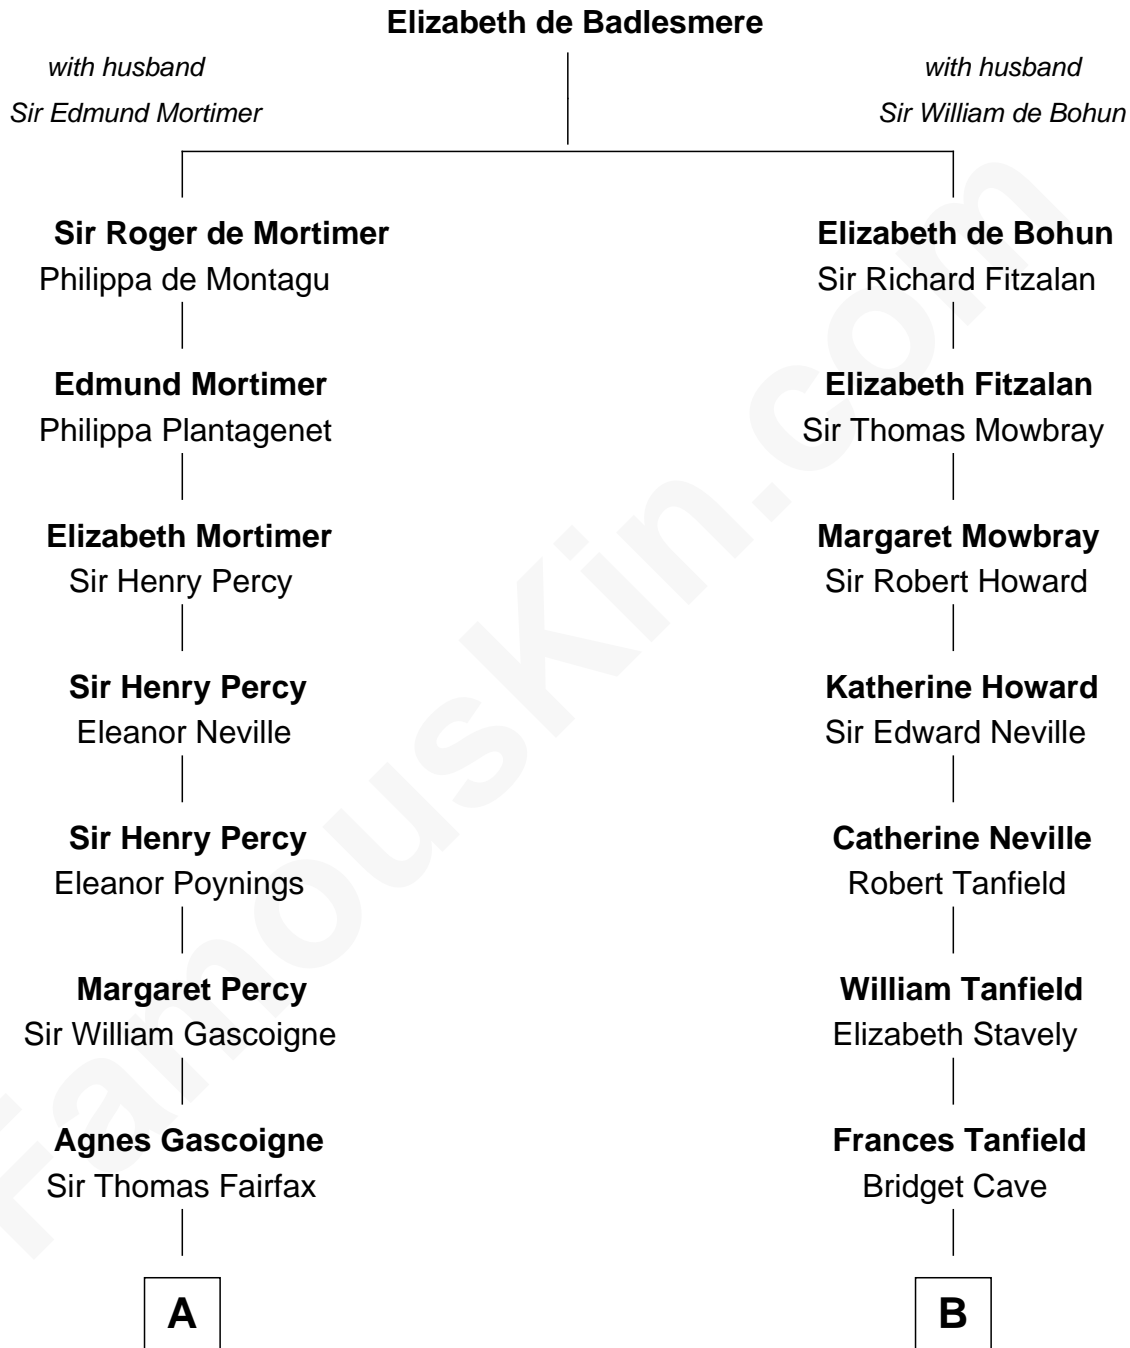 Elizabeth de Badlesmere
with husband
Sir Edmund Mortimer
with husband
Sir William de Bohun
Sir Roger de Mortimer
Philippa de Montagu
Elizabeth de Bohun
Sir Richard Fitzalan
Edmund Mortimer
Philippa Plantagenet
Elizabeth Fitzalan
Sir Thomas Mowbray
Elizabeth Mortimer
Sir Henry Percy
Margaret Mowbray
Sir Robert Howard
Sir Henry Percy
Eleanor Neville
Katherine Howard
Sir Edward Neville
Sir Henry Percy
Eleanor Poynings
Catherine Neville
Robert Tanfield
Margaret Percy
Sir William Gascoigne
William Tanfield
Elizabeth Stavely
Agnes Gascoigne
Sir Thomas Fairfax
Frances Tanfield
Bridget Cave
A
B
FamousKin.com